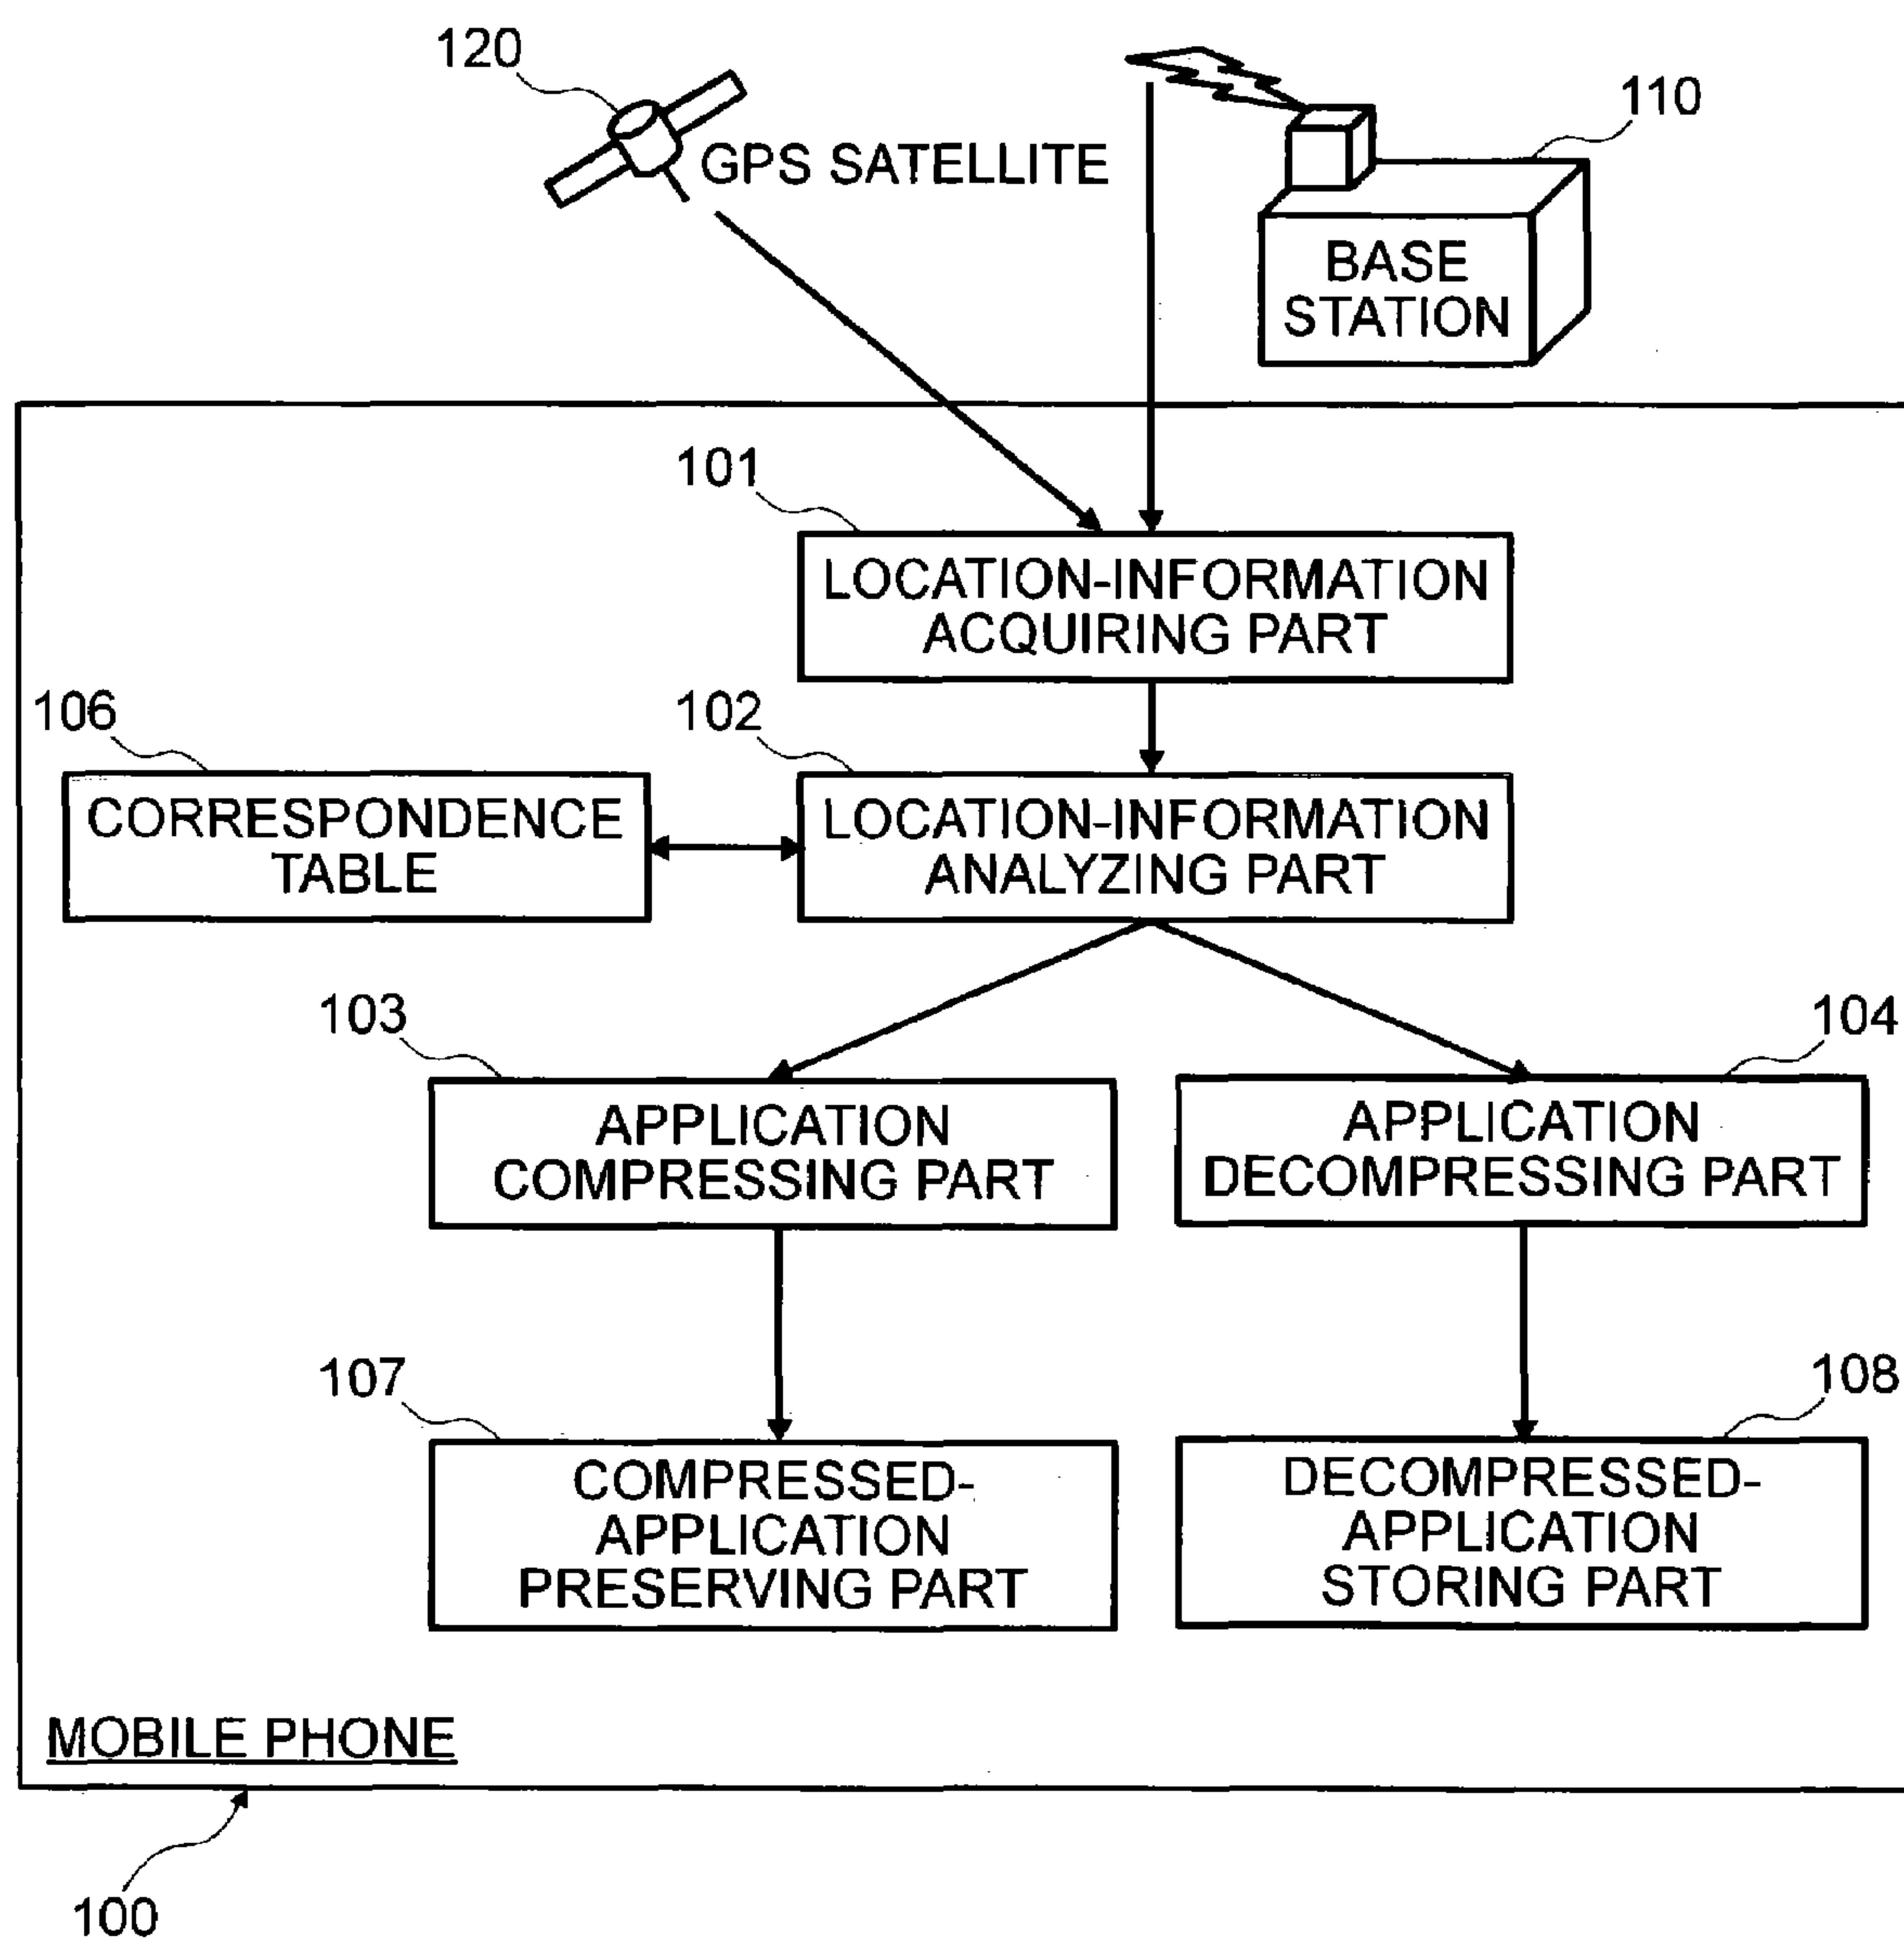 120
110
GPS SATELLITE
BASE
STATION
101
LOCATION-INFORMATION
ACQUIRING PART
106
102
CORRESPONDENCE
TABLE
LOCATION-INFORMATION
ANALYZING PART
103
104
APPLICATION
COMPRESSING PART
APPLICATION
DECOMPRESSING PART
107
108
COMPRESSED-
APPLICATION
PRESERVING PART
DECOMPRESSED-
APPLICATION
STORING PART
MOBILE PHONE
100